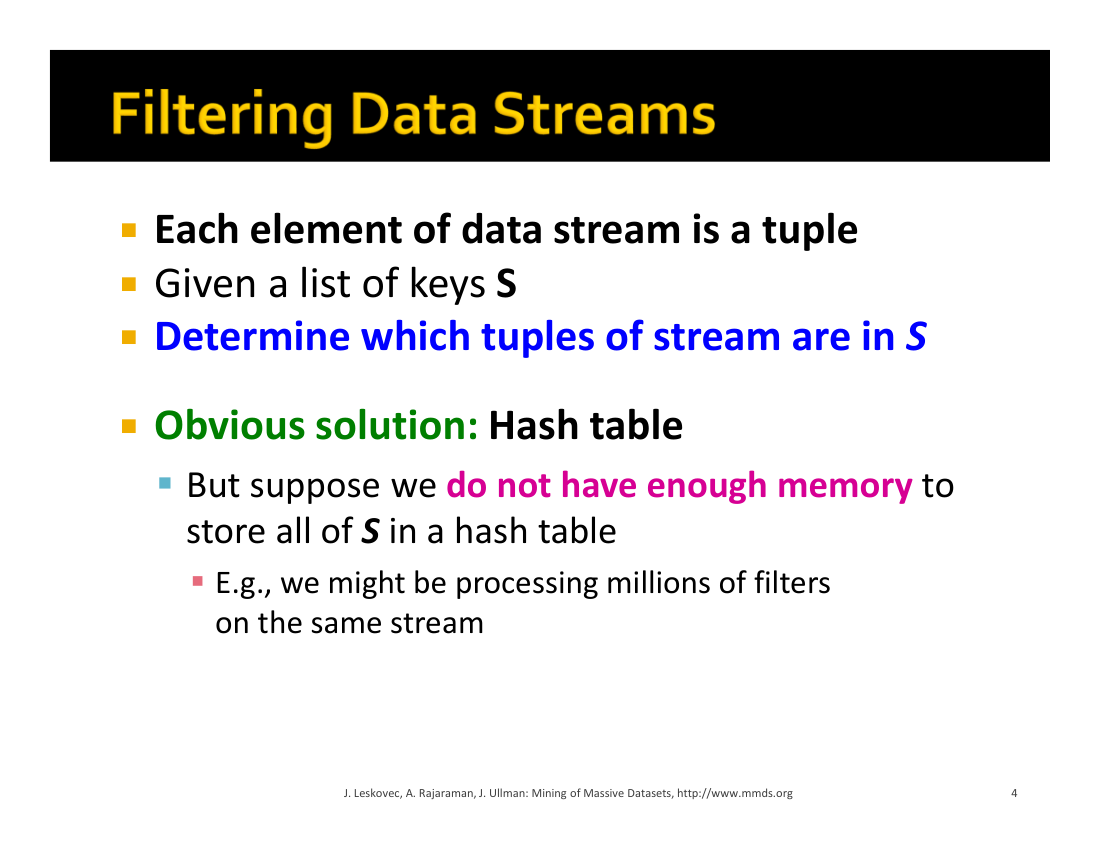 Filtering Data Streams
Each element of data stream is a tuple
Given a list of keys S
Determine which tuples of stream are in S
Obvious solution: Hash table
But suppose we do not have enough memory to
store all of S in a hash table
E.g., we might be processing millions of filters
on the same stream
J. Leskovec, A. Rajaraman, J. Ullman: Mining of Massive Datasets, http://www.mmds.org
4